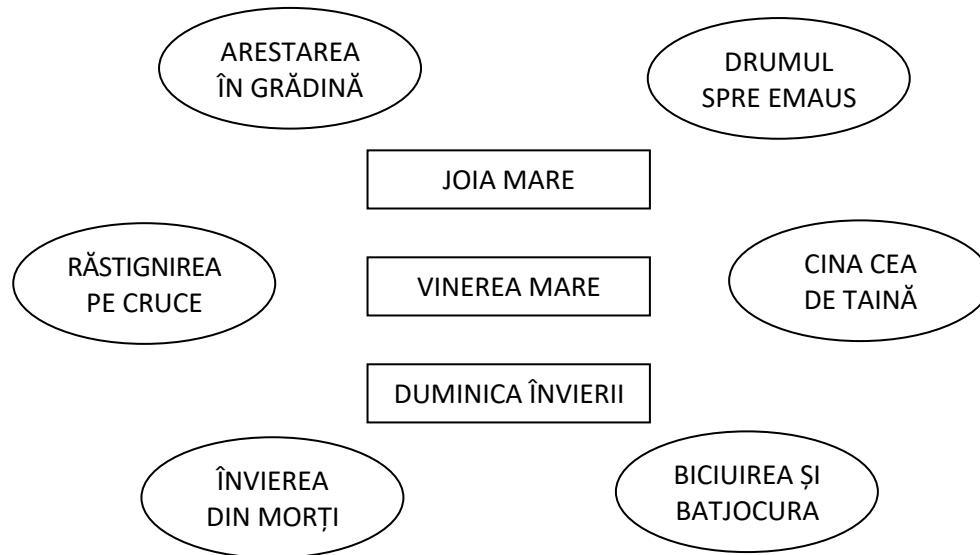 ARESTAREA
ÎN GRĂDINĂ
DRUMUL
SPRE EMAUS
JOIA MARE
RĂSTIGNIREA
PE CRUCE
VINEREA MARE
CINA CEA
DE TAINĂ
DUMINICA ÎNVIERII
ÎNVIEREA
DIN MORȚI
BICIUIREA ȘI
BATJOCURA